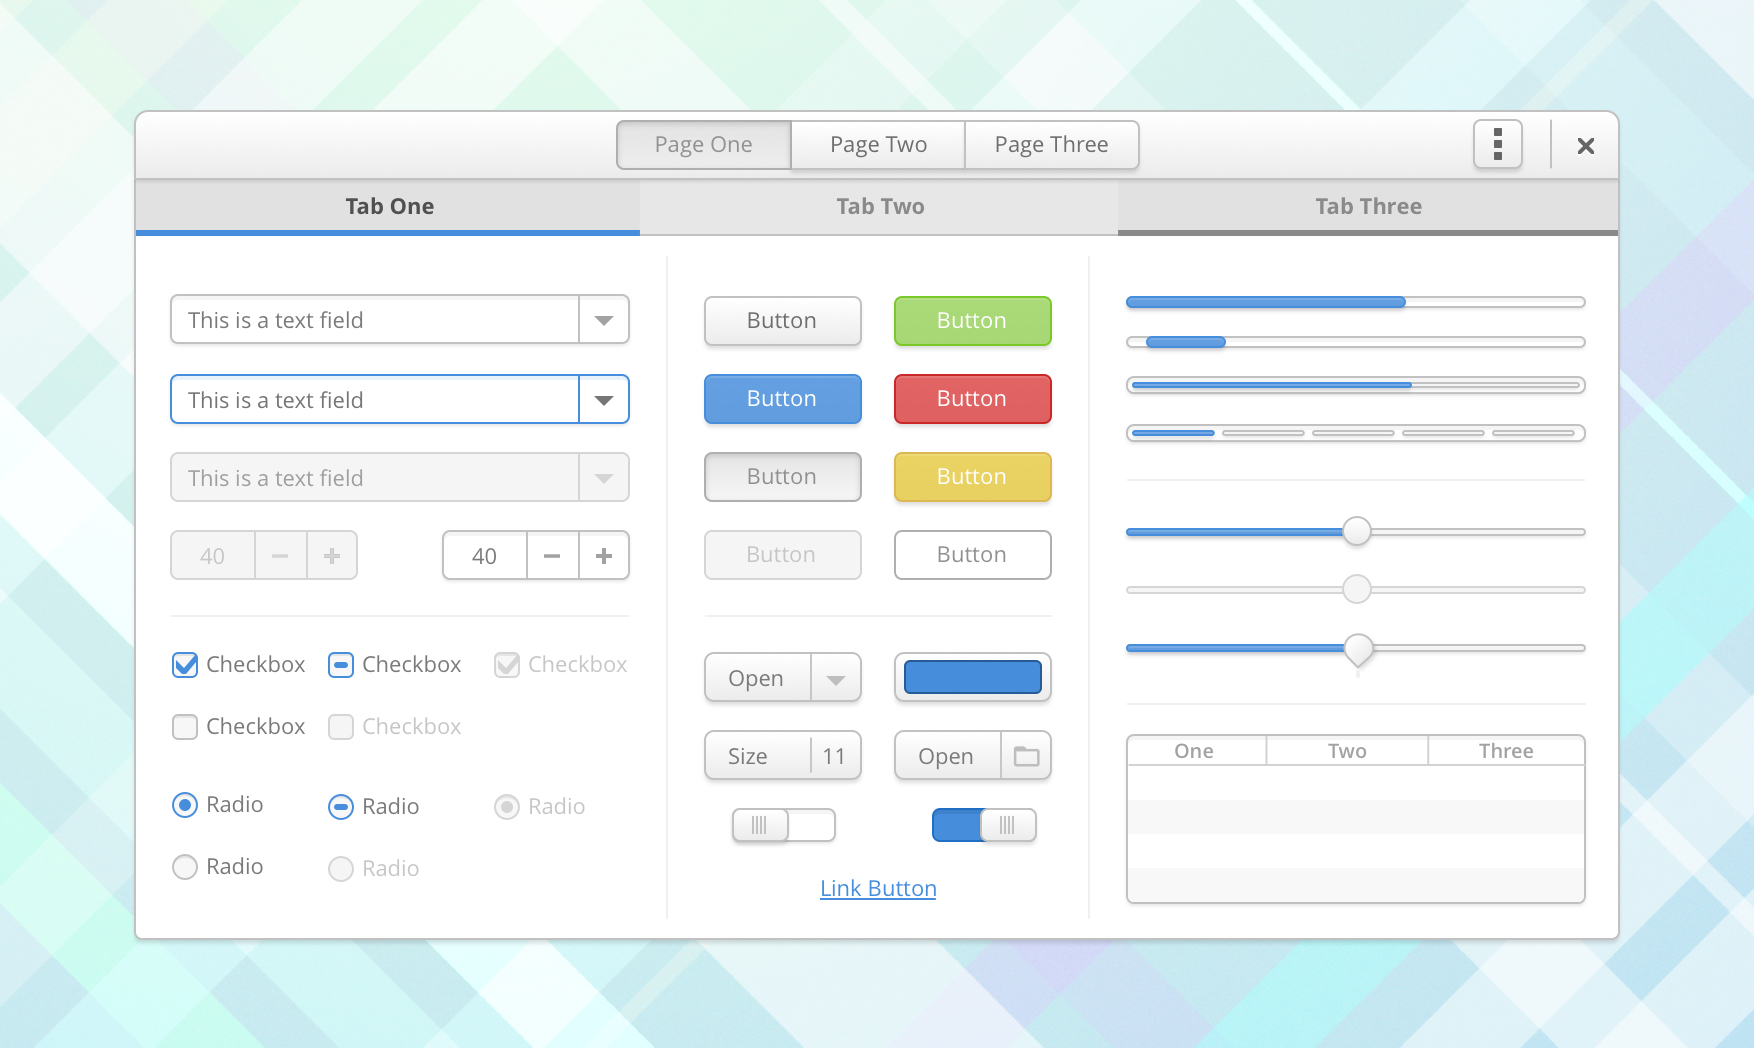 Page One
Page Two
Page Three
Tab One
Tab Two
Tab Three
This is a text field
This is a text field
This is a text field
40
40
Checkbox
Checkbox
Checkbox
Checkbox
Checkbox
Radio
Radio
Radio
Radio
Radio
Button
Button
Button
Button
Button
Button
Button
Button
Open
Size
11
Open
Link Button
One
Two
Three